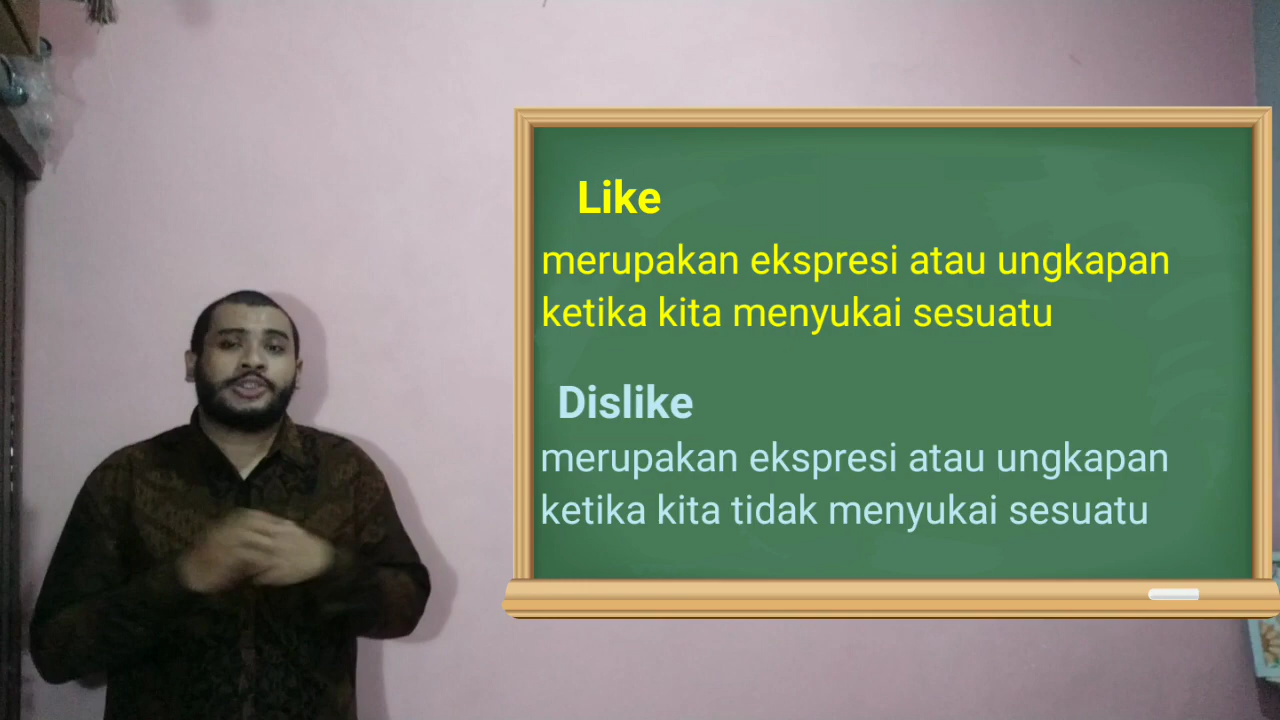 Like
merupakan ekspresi atau ungkapan
ketika kita menyukai sesuatu
Dislike
merupakan ekspresi atau ungkapan
ketika kita tidak menyukai sesuatu